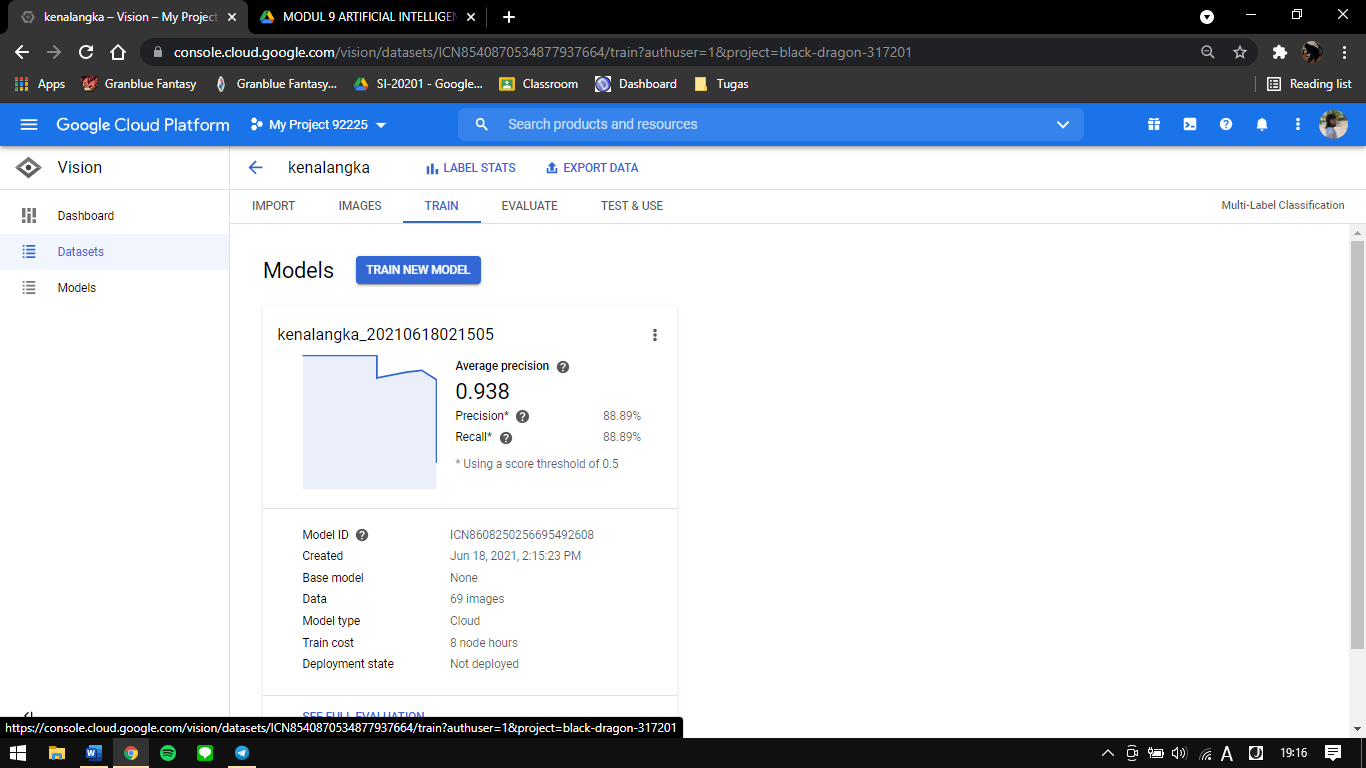 kenalangka – Vision – My Project
MODUL 9 ARTIFICIAL INTELLIGEN
console.cloud.google.com/vision/datasets/ICN8540870534877937664/train?authuser=1&project=black-dragon-317201
Apps
Granblue Fantasy
Granblue Fantasy...
SI-20201 - Google...
Classroom
Dashboard
Tugas
Reading list
Google Cloud Platform
My Project 92225
Search products and resources
Vision
kenalangka
LABEL STATS
EXPORT DATA
Dashboard
Datasets
Models
IMPORT
IMAGES
TRAIN
EVALUATE
TEST & USE
Multi-Label Classification
Models
TRAIN NEW MODEL
kenalangka_20210618021505
Average precision
0.938
Precision* 88.89%
Recall* 88.89%
* Using a score threshold of 0.5
Model ID ICN8608250256695492608
Created Jun 18, 2021, 2:15:23 PM
Base model None
Data 69 images
Model type Cloud
Train cost 8 node hours
Deployment state Not deployed
SEE FULL EVALUATION
https://console.cloud.google.com/vision/datasets/ICN8540870534877937664/train?authuser=1&project=black-dragon-317201
A
19:16